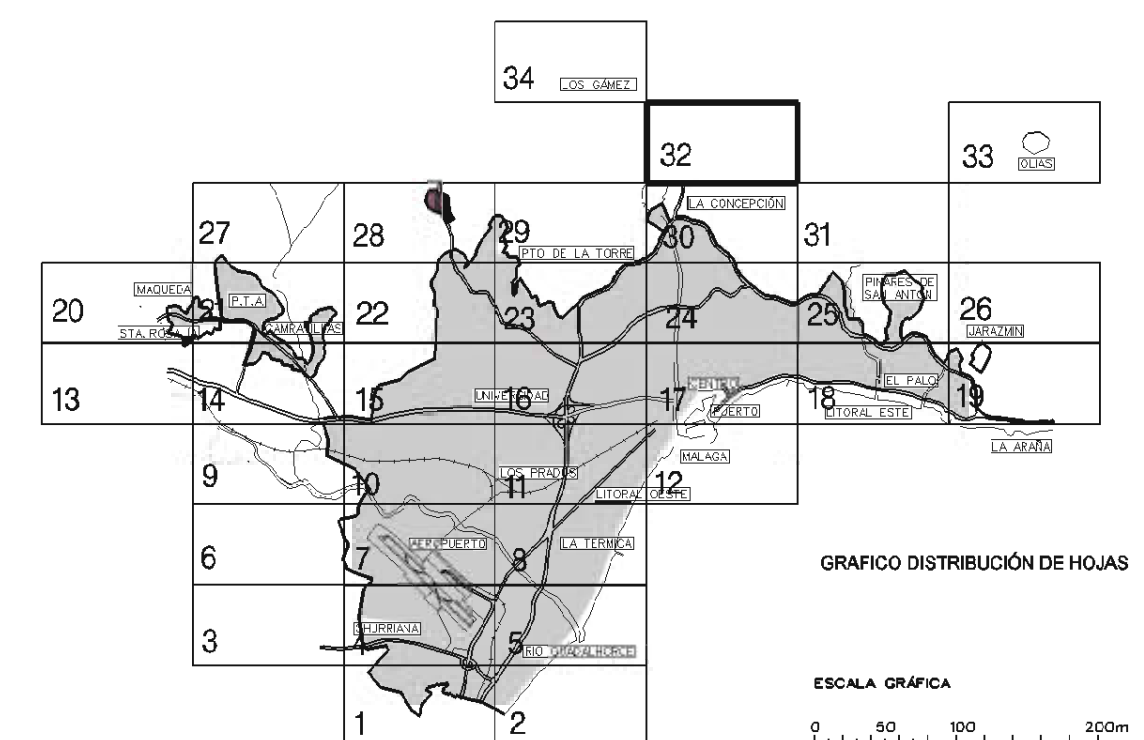 34 LOS GÁMEZ
32
33
OLIAS
LA CONCEPCIÓN
27 28 29 30 31
PTO DE LA TORRE
MAQUEDA
P.T.A.
PINARES DE
SAN ANTÓN
20 21 22 23 24 25 26
CAMPANILLAS
JARAZMIN
CENTRO
EL PALO
UNIVERSIDAD
13 14 15 16 17 18 19
PUERTO
LITORAL ESTE
LA ARAÑA
MALAGA
LOS PRADOS
9 10 11 12
LITORAL OESTE
AEROPUERTO
LA TERMICA
6 7 8
GRAFICO DISTRIBUCIÓN DE HOJAS
CHURRIANA
3 5
RIO GUADALHORCE
ESCALA GRÁFICA
1 2
0 50 100 200m